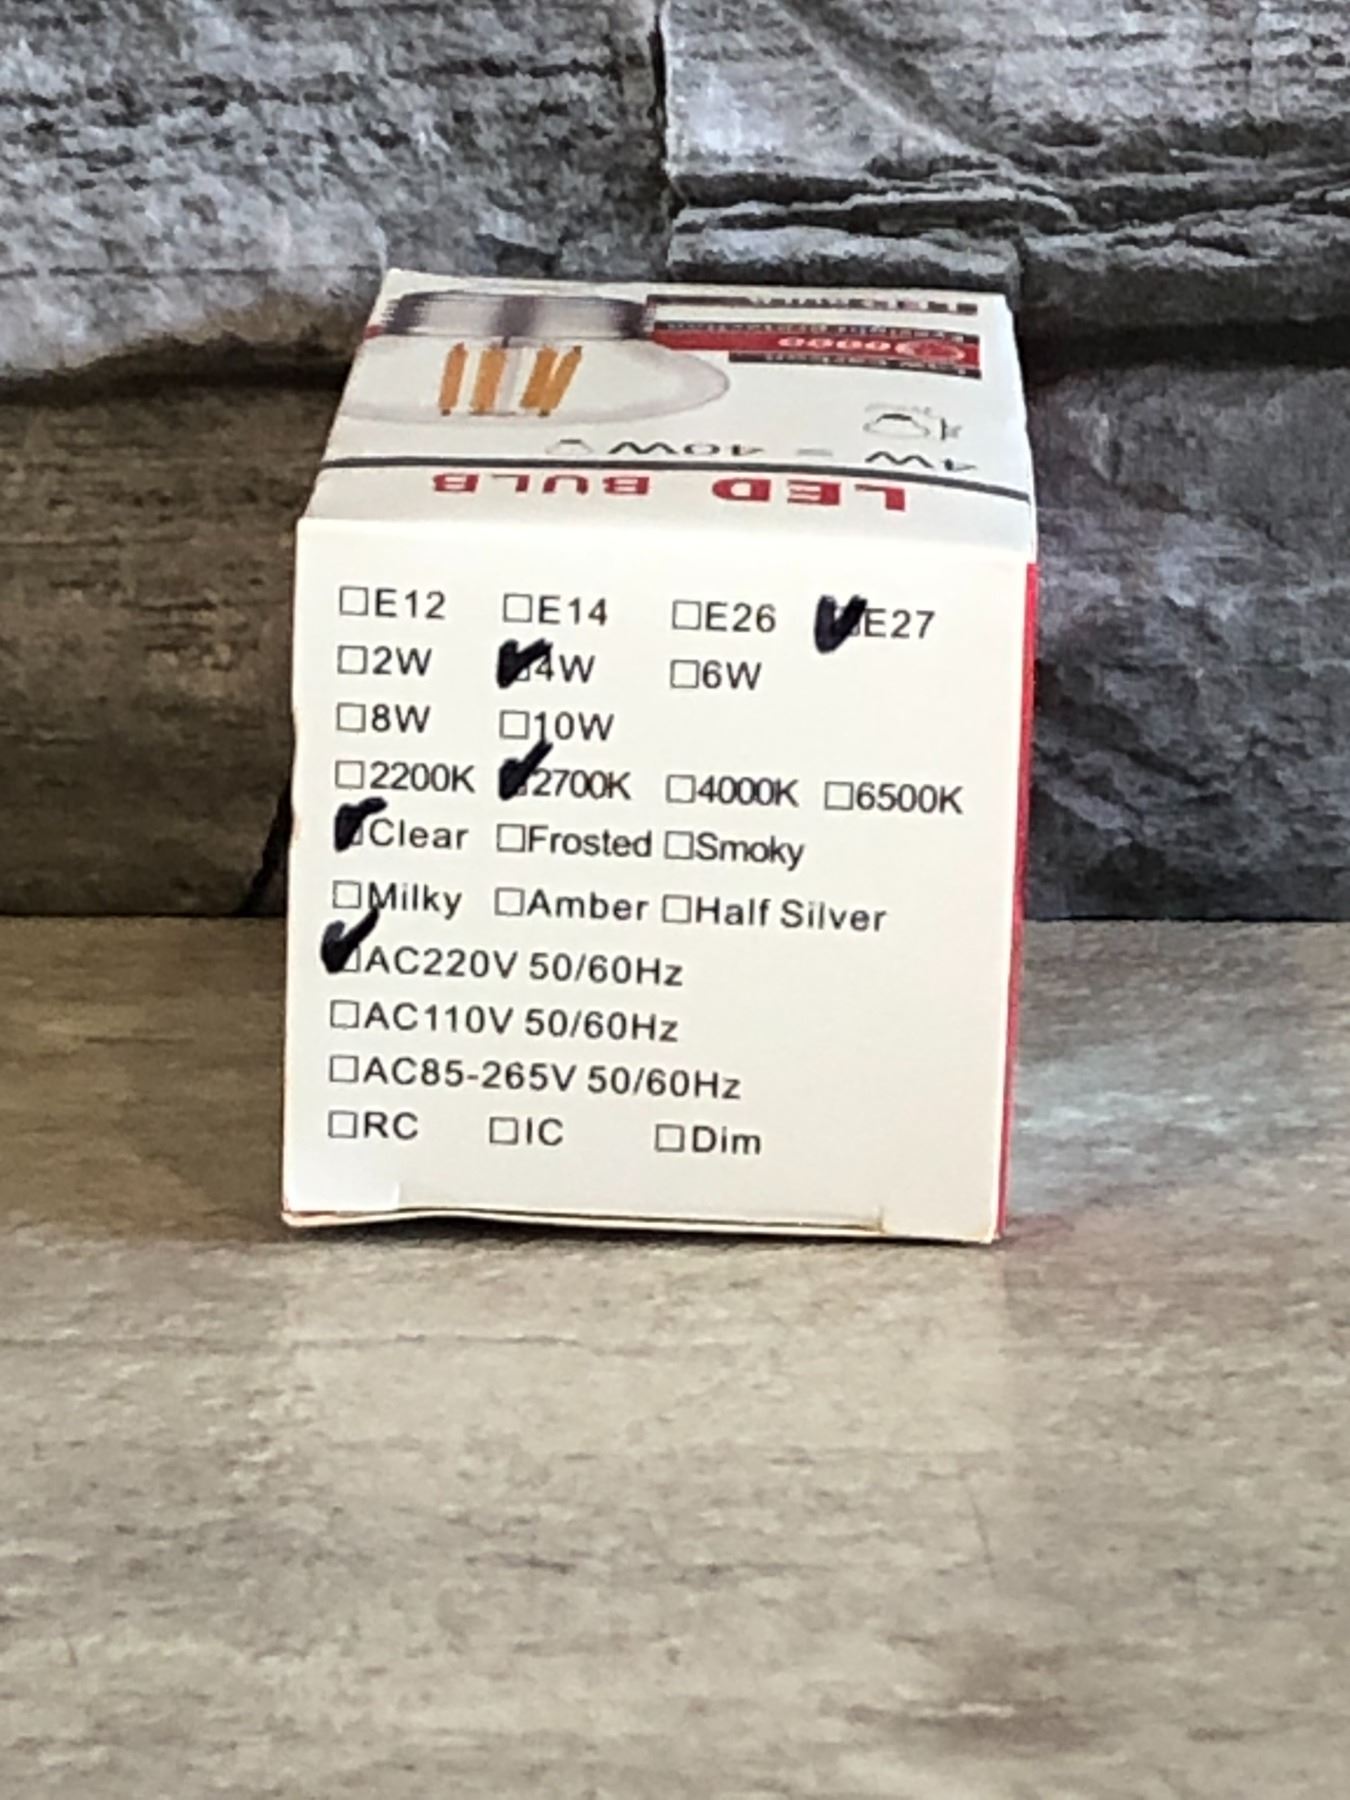 4W = 40W
LED BULB
☐E12 ☐E14 ☐E26 ☑E27
☐2W ☑4W ☐6W
☐8W ☐10W
☐2200K ☑2700K ☐4000K ☐6500K
☑Clear ☐Frosted ☐Smoky
☐Milky ☐Amber ☐Half Silver
☑AC220V 50/60Hz
☐AC110V 50/60Hz
☐AC85-265V 50/60Hz
☐RC ☐IC ☐Dim